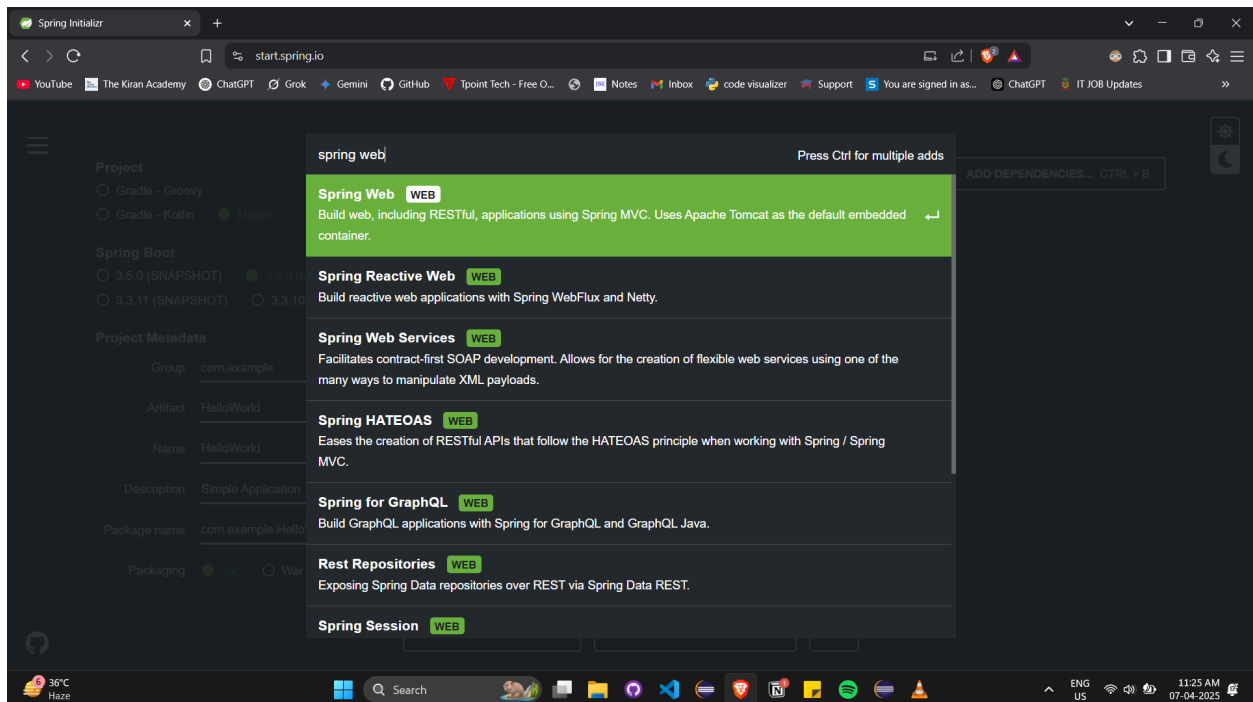 Spring Initializr
start.spring.io
YouTube The Kiran Academy ChatGPT Grok Gemini GitHub Tpoint Tech - Free O... Notes Inbox code visualizer Support You are signed in as... ChatGPT IT JOB Updates »
spring web Press Ctrl for multiple adds
Project
ADD DEPENDENCIES... CTRL + B
Gradle - Groovy
Gradle - Kotlin Maven
Spring Web WEB
Build web, including RESTful, applications using Spring MVC. Uses Apache Tomcat as the default embedded
container.
Spring Boot
3.5.0 (SNAPSHOT) 3.5.0
3.3.11 (SNAPSHOT) 3.3.10
Spring Reactive Web WEB
Build reactive web applications with Spring WebFlux and Netty.
Project Metadata
Group com.example
Artifact HelloWorld
Name HelloWorld
Description Simple Application
Package name com.example.Hello
Packaging Jar War
Spring Web Services WEB
Facilitates contract-first SOAP development. Allows for the creation of flexible web services using one of the
many ways to manipulate XML payloads.
Spring HATEOAS WEB
Eases the creation of RESTful APIs that follow the HATEOAS principle when working with Spring / Spring
MVC.
Spring for GraphQL WEB
Build GraphQL applications with Spring for GraphQL and GraphQL Java.
Rest Repositories WEB
Exposing Spring Data repositories over REST via Spring Data REST.
Spring Session WEB
6 36°C
Haze
Search
ENG
US
11:25 AM
07-04-2025